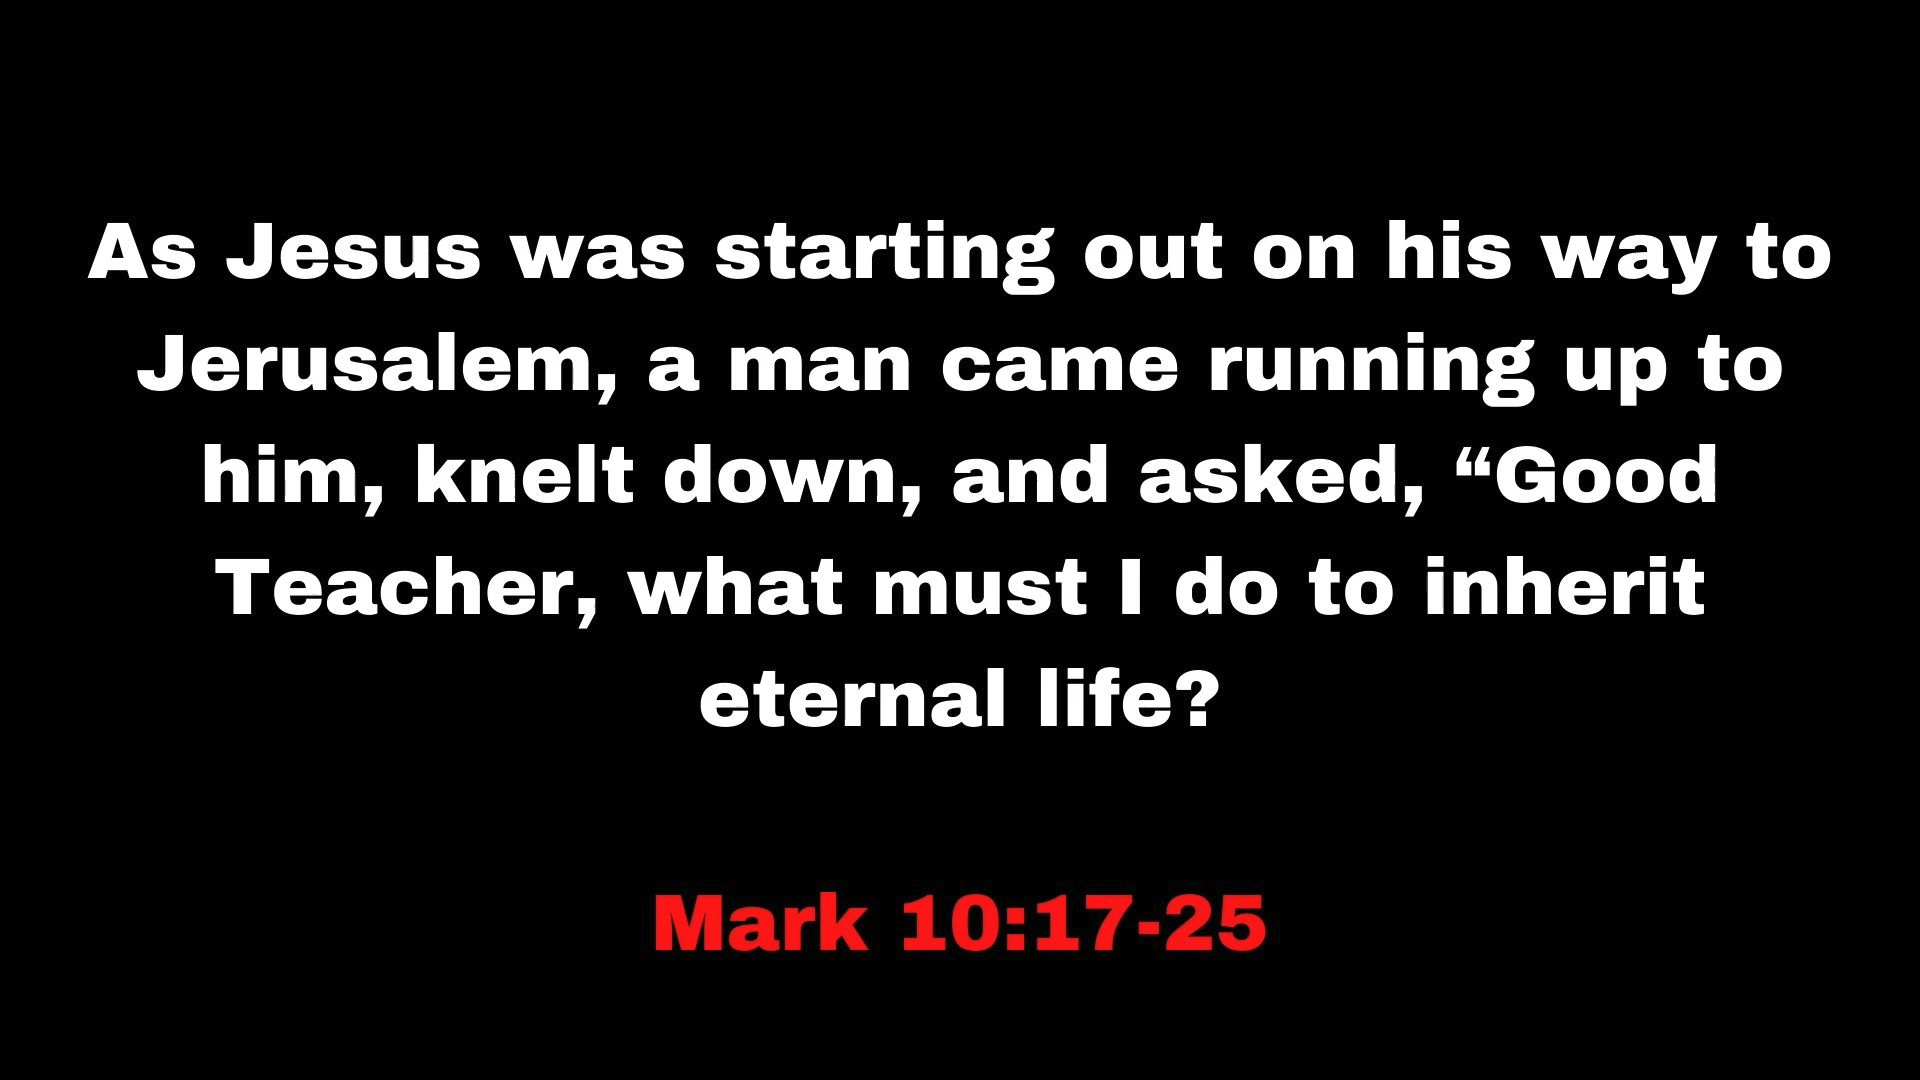 As Jesus was starting out on his way to
Jerusalem, a man came running up to
him, knelt down, and asked, “Good
Teacher, what must I do to inherit
eternal life?
Mark 10:17-25